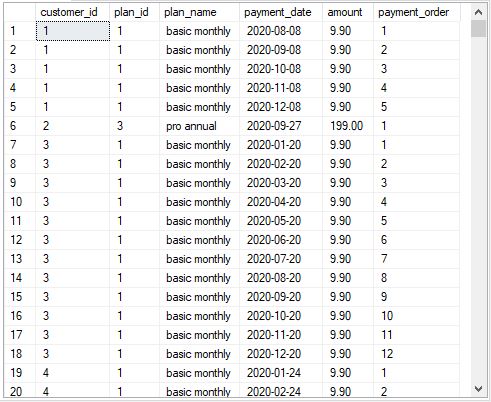 customer_id plan_id plan_name payment_date amount payment_order
1 1 1 basic monthly 2020-08-08 9.90 1
2 1 1 basic monthly 2020-09-08 9.90 2
3 1 1 basic monthly 2020-10-08 9.90 3
4 1 1 basic monthly 2020-11-08 9.90 4
5 1 1 basic monthly 2020-12-08 9.90 5
6 2 3 pro annual 2020-09-27 199.00 1
7 3 1 basic monthly 2020-01-20 9.90 1
8 3 1 basic monthly 2020-02-20 9.90 2
9 3 1 basic monthly 2020-03-20 9.90 3
10 3 1 basic monthly 2020-04-20 9.90 4
11 3 1 basic monthly 2020-05-20 9.90 5
12 3 1 basic monthly 2020-06-20 9.90 6
13 3 1 basic monthly 2020-07-20 9.90 7
14 3 1 basic monthly 2020-08-20 9.90 8
15 3 1 basic monthly 2020-09-20 9.90 9
16 3 1 basic monthly 2020-10-20 9.90 10
17 3 1 basic monthly 2020-11-20 9.90 11
18 3 1 basic monthly 2020-12-20 9.90 12
19 4 1 basic monthly 2020-01-24 9.90 1
20 4 1 basic monthly 2020-02-24 9.90 2